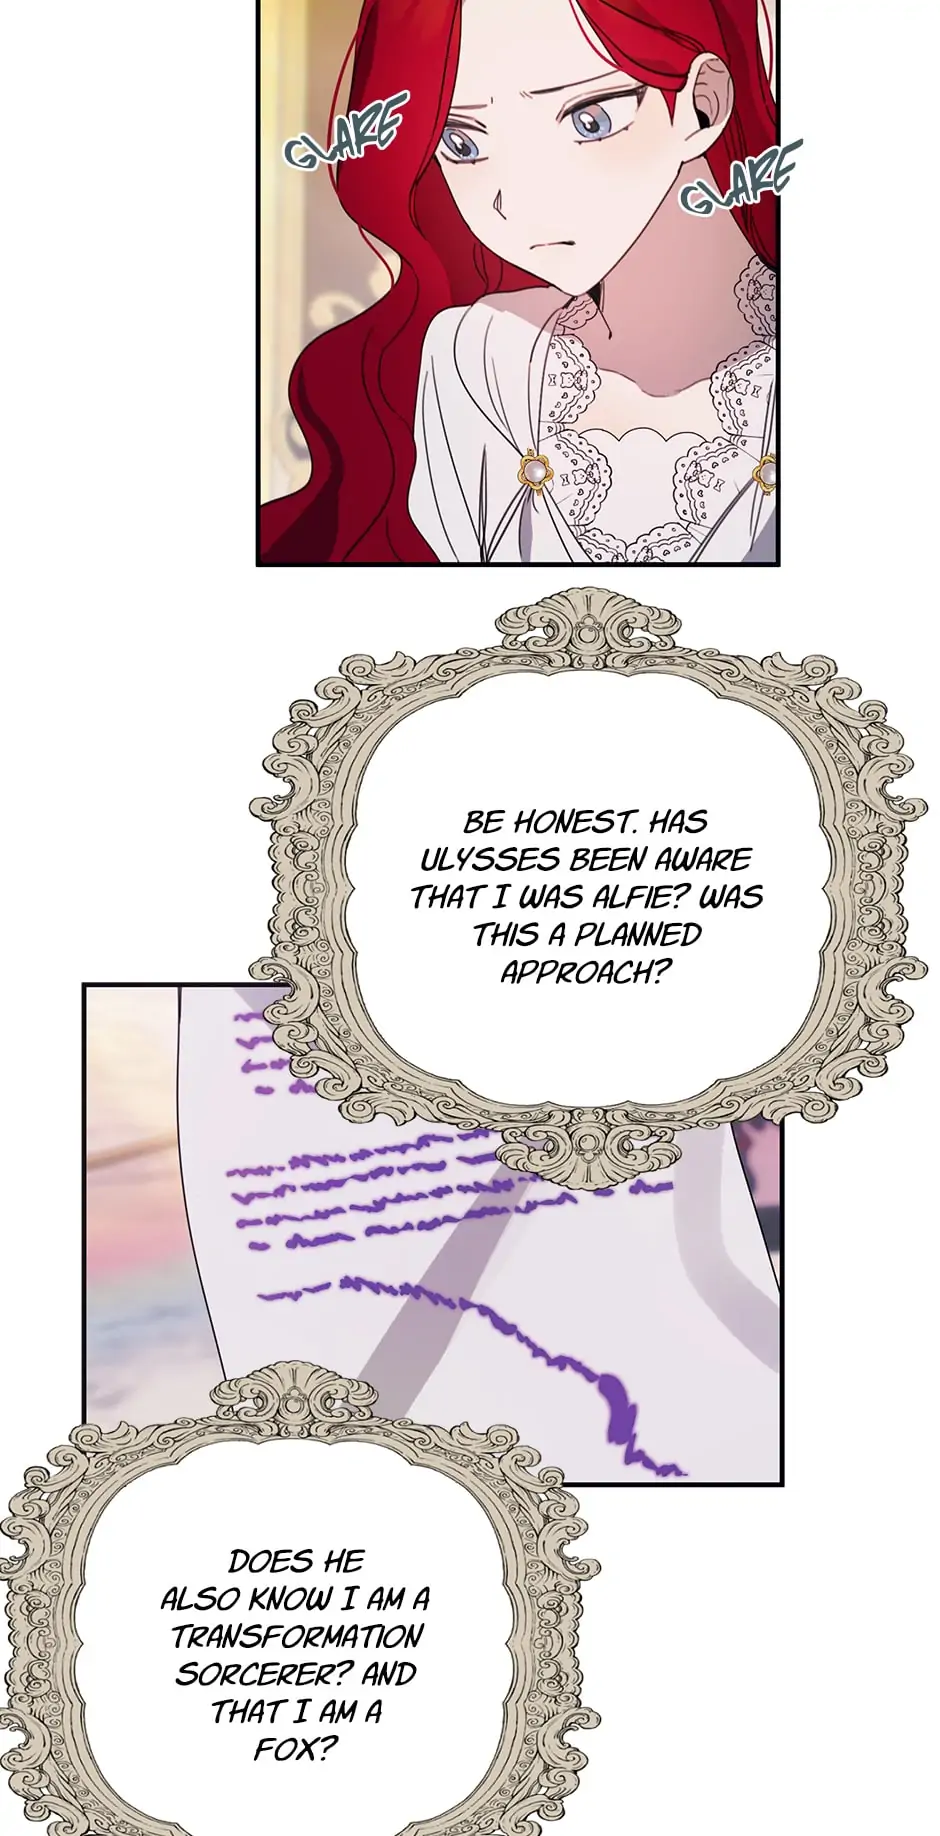 GLARE
GLARE
BE HONEST. HAS
ULYSSES BEEN AWARE
THAT I WAS ALFIE? WAS
THIS A PLANNED
APPROACH?
DOES HE
ALSO KNOW I AM A
TRANSFORMATION
SORCERER? AND
THAT I AM A
FOX?